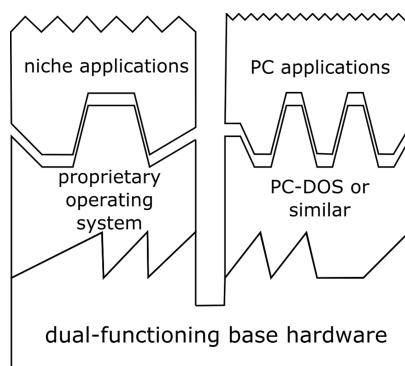 niche applications
PC applications
proprietary
operating
system
PC-DOS or
similar
dual-functioning base hardware